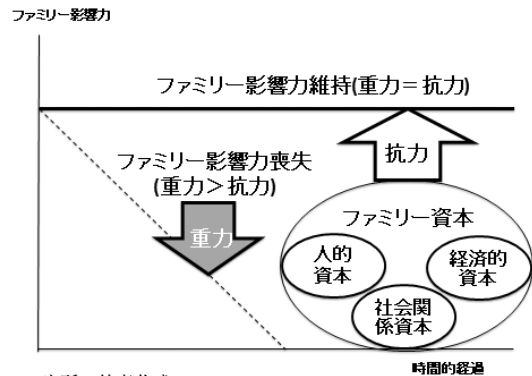 ファミリー影響力
ファミリー影響力維持(重力＝抗力)
抗力
ファミリー影響力喪失
(重力＞抗力)
重力
ファミリー資本
人的
資本
経済的
資本
社会関
係資本
時間的経過